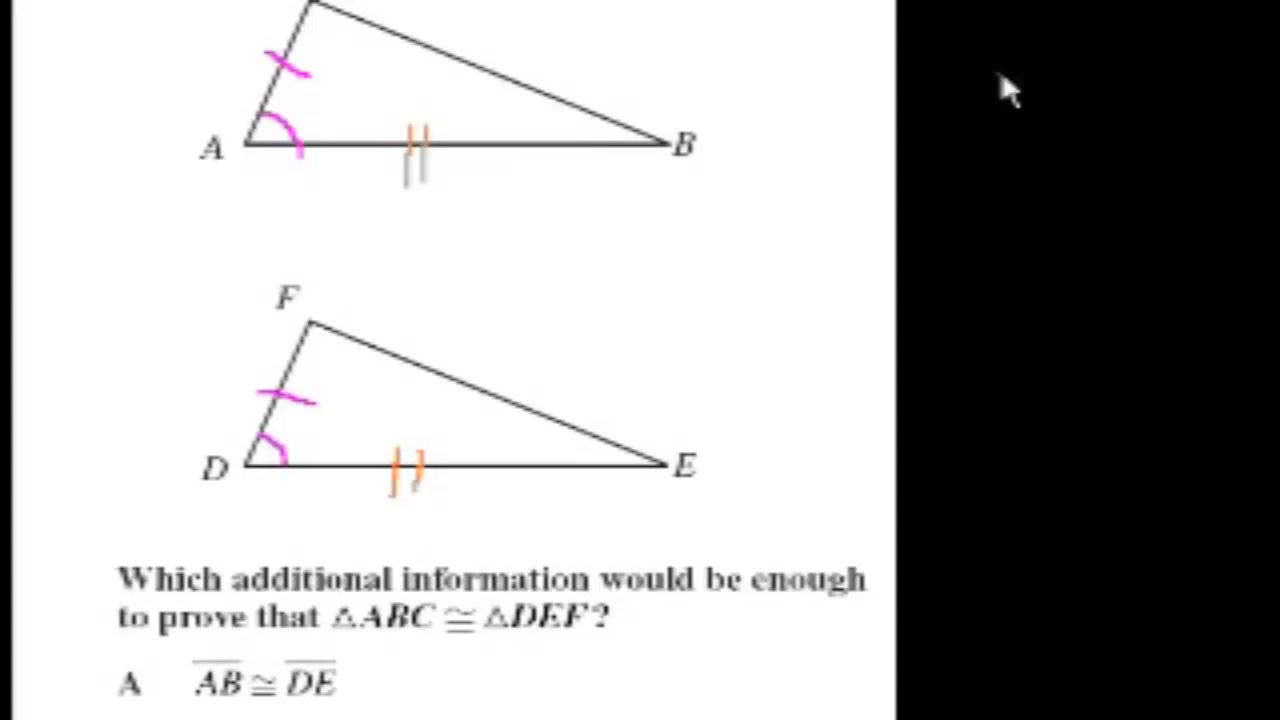 A B
F
D E
Which additional information would be enough
to prove that △ABC ≅ △DEF?
A AB ≅ DE